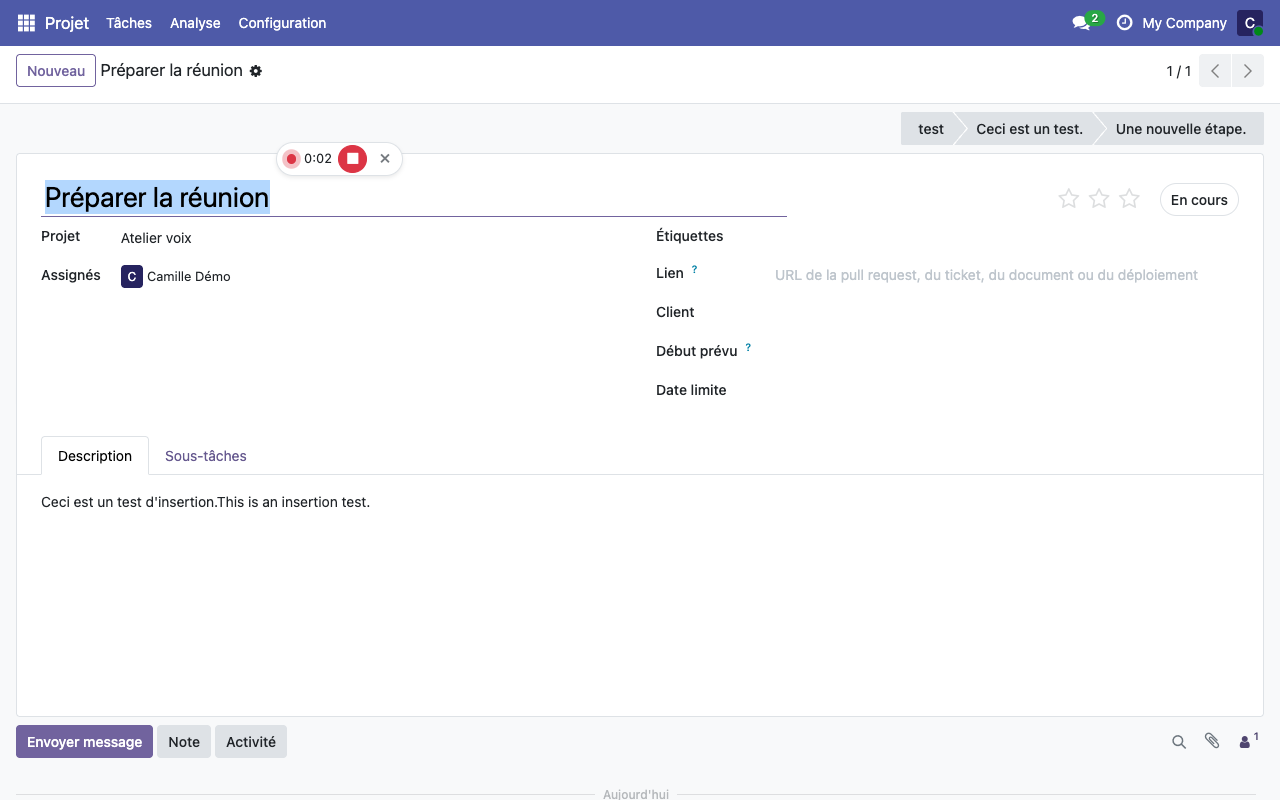 Projet Tâches Analyse Configuration 2 My Company C
Nouveau Préparer la réunion 1 / 1
test Ceci est un test. Une nouvelle étape.
0:02
Préparer la réunion En cours
Projet Atelier voix Étiquettes
Lien ? URL de la pull request, du ticket, du document ou du déploiement
Assignés C Camille Démo
Client
Début prévu ?
Date limite
Description Sous-tâches
Ceci est un test d'insertion.This is an insertion test.
Envoyer message Note Activité 1
Aujourd'hui